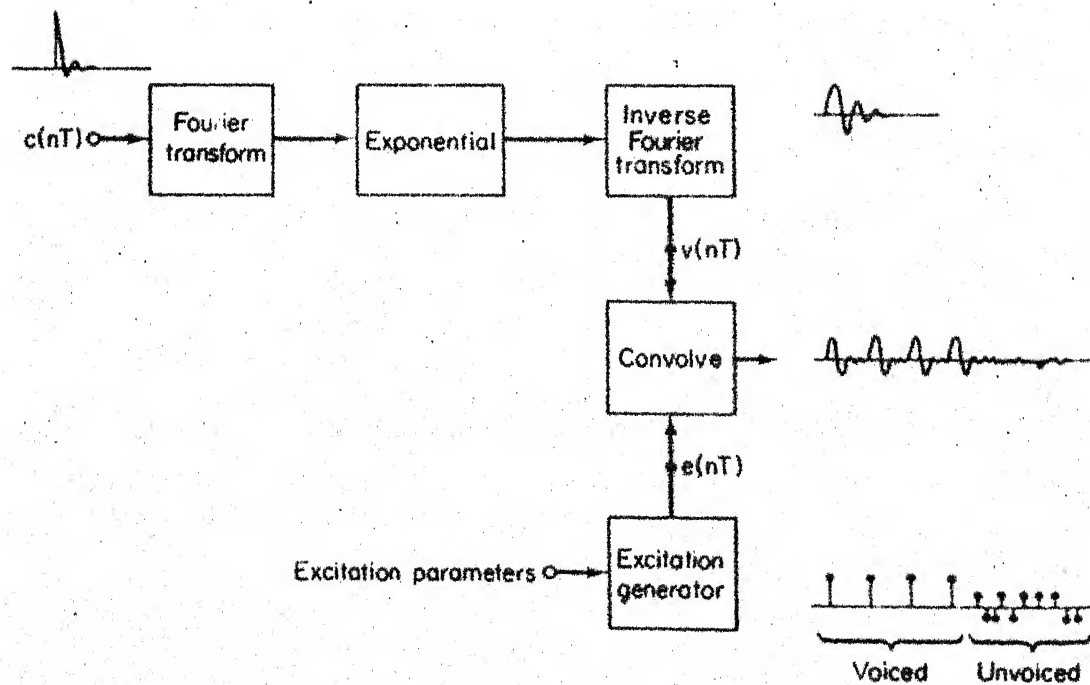 c(nT)
Fourier
transform
Exponential
Inverse
Fourier
transform
v(nT)
Convolve
e(nT)
Excitation parameters
Excitation
generator
Voiced
Unvoiced